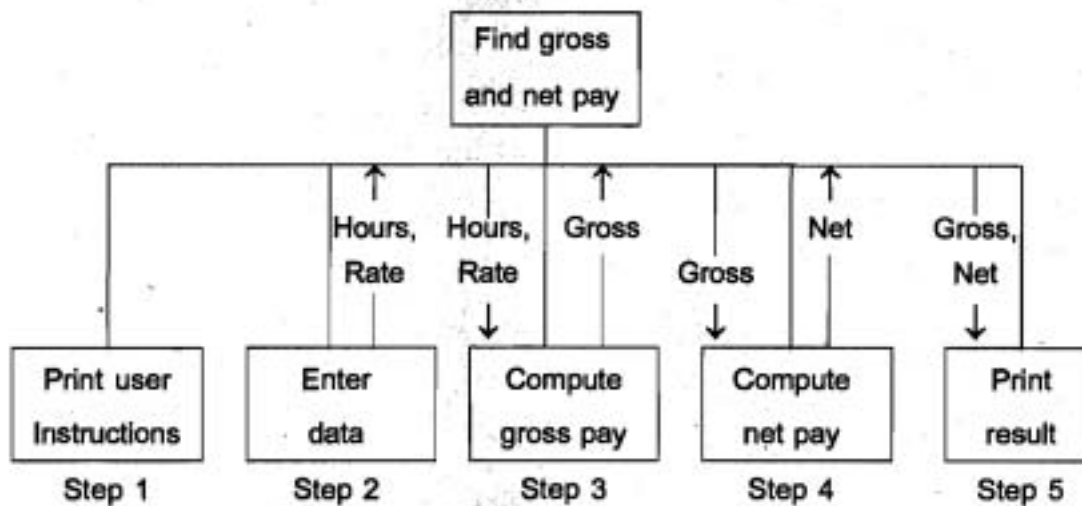 Find gross
and net pay
Hours,
Rate
Hours,
Rate
Gross
Gross
Net
Gross,
Net
Print user
Instructions
Enter
data
Compute
gross pay
Compute
net pay
Print
result
Step 1
Step 2
Step 3
Step 4
Step 5